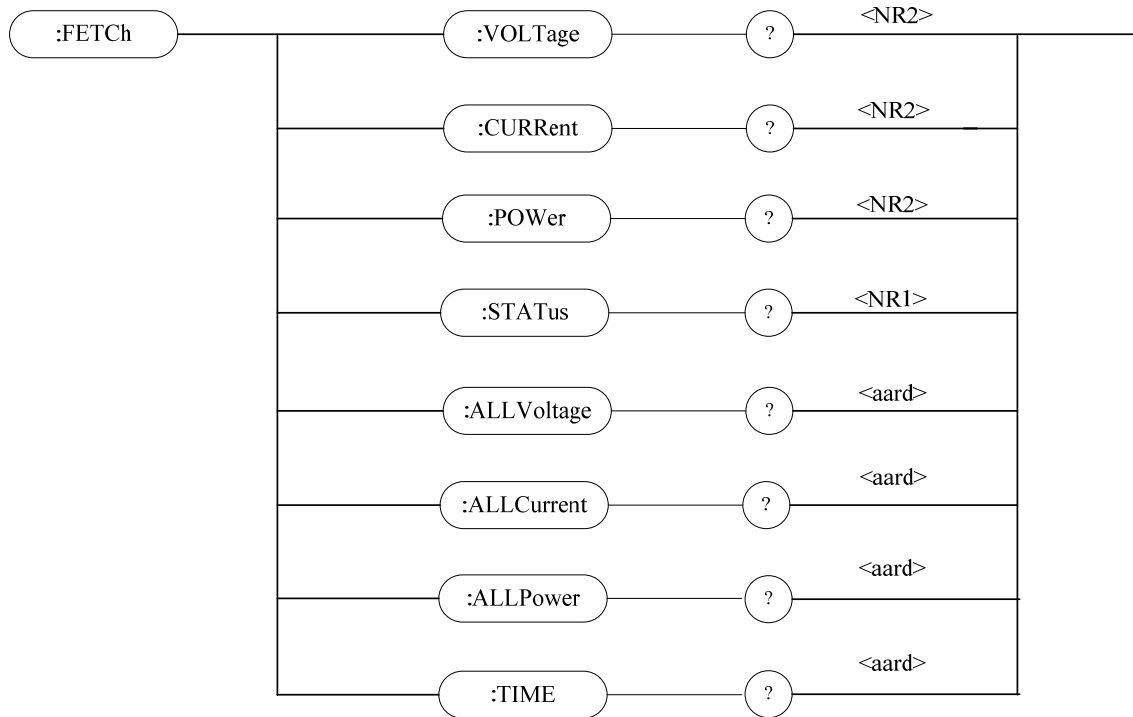 :FETCh :VOLTage ? <NR2>
:CURRent ? <NR2>
:POWer ? <NR2>
:STATus ? <NR1>
:ALLVoltage ? <aard>
:ALLCurrent ? <aard>
:ALLPower ? <aard>
:TIME ? <aard>